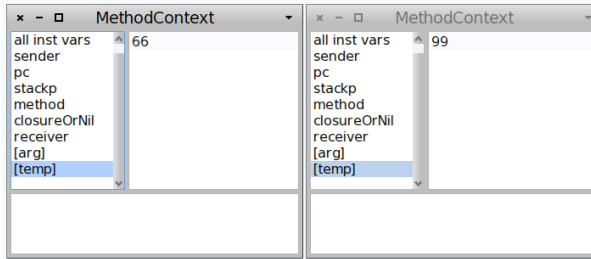 MethodContext
all inst vars
sender
pc
stackp
method
closureOrNil
receiver
[arg]
[temp]
66
MethodContext
all inst vars
sender
pc
stackp
method
closureOrNil
receiver
[arg]
[temp]
99